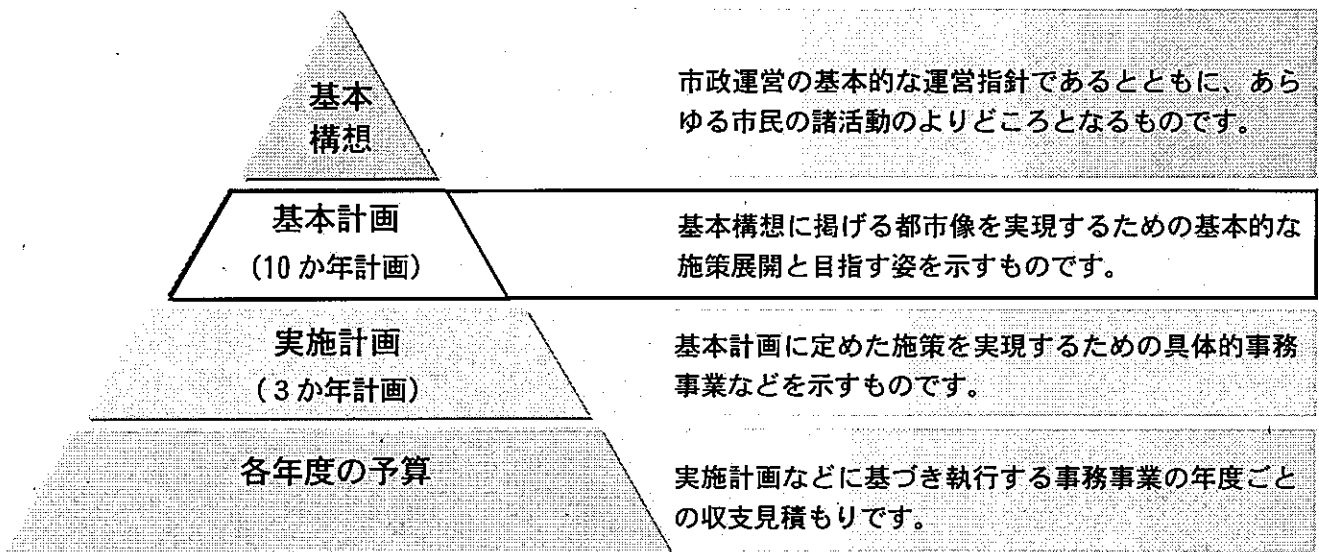 基本
構想
市政運営の基本的な運営指針であるとともに、あら
ゆる市民の諸活動のよりどころとなるものです。
基本計画
(10か年計画)
基本構想に掲げる都市像を実現するための基本的な
施策展開と目指す姿を示すものです。
実施計画
(3か年計画)
基本計画に定めた施策を実現するための具体的事務
事業などを示すものです。
各年度の予算
実施計画などに基づき執行する事務事業の年度ごと
の収支見積もりです。